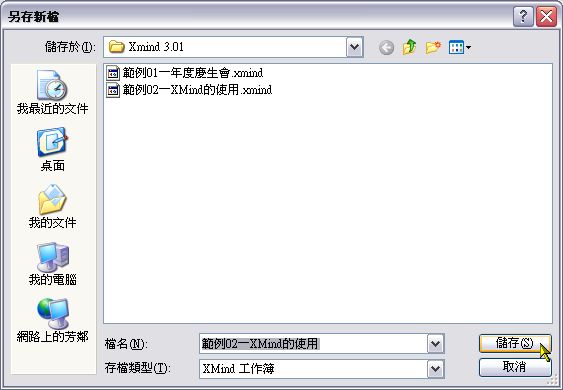 另存新檔
儲存於(I):
Xmind 3.01
我最近的文件
桌面
我的文件
我的電腦
網路上的芳鄰
範例01—年度慶生會.xmind
範例02—XMind的使用.xmind
檔名(N):
範例02—XMind的使用
儲存(S)
存檔類型(T):
XMind 工作簿
取消